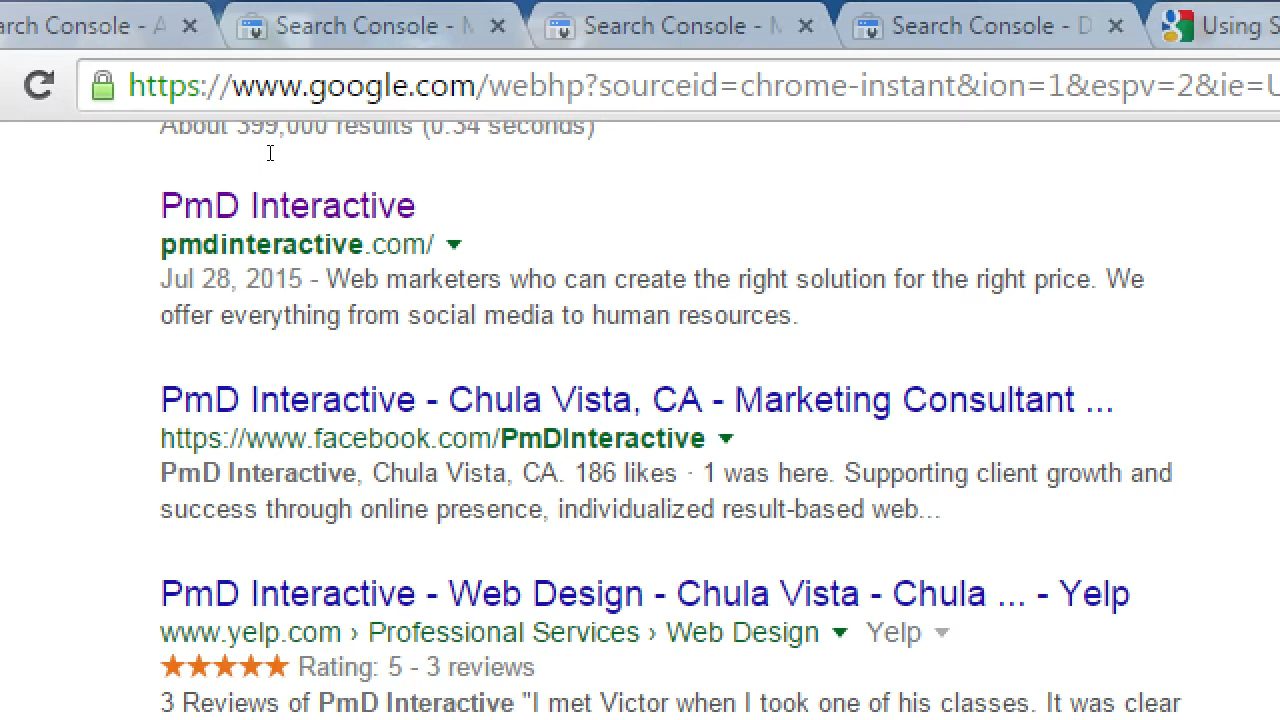 arch Console - A
Search Console - M
Search Console - M
Search Console - D
Using S
https://www.google.com/webhp?sourceid=chrome-instant&ion=1&espv=2&ie=U
About 399,000 results (0.34 seconds)
PmD Interactive
pmdinteractive.com/
Jul 28, 2015 - Web marketers who can create the right solution for the right price. We
offer everything from social media to human resources.
PmD Interactive - Chula Vista, CA - Marketing Consultant ...
https://www.facebook.com/PmDInteractive
PmD Interactive, Chula Vista, CA. 186 likes · 1 was here. Supporting client growth and
success through online presence, individualized result-based web...
PmD Interactive - Web Design - Chula Vista - Chula ... - Yelp
www.yelp.com › Professional Services › Web Design Yelp
Rating: 5 - 3 reviews
3 Reviews of PmD Interactive "I met Victor when I took one of his classes. It was clear